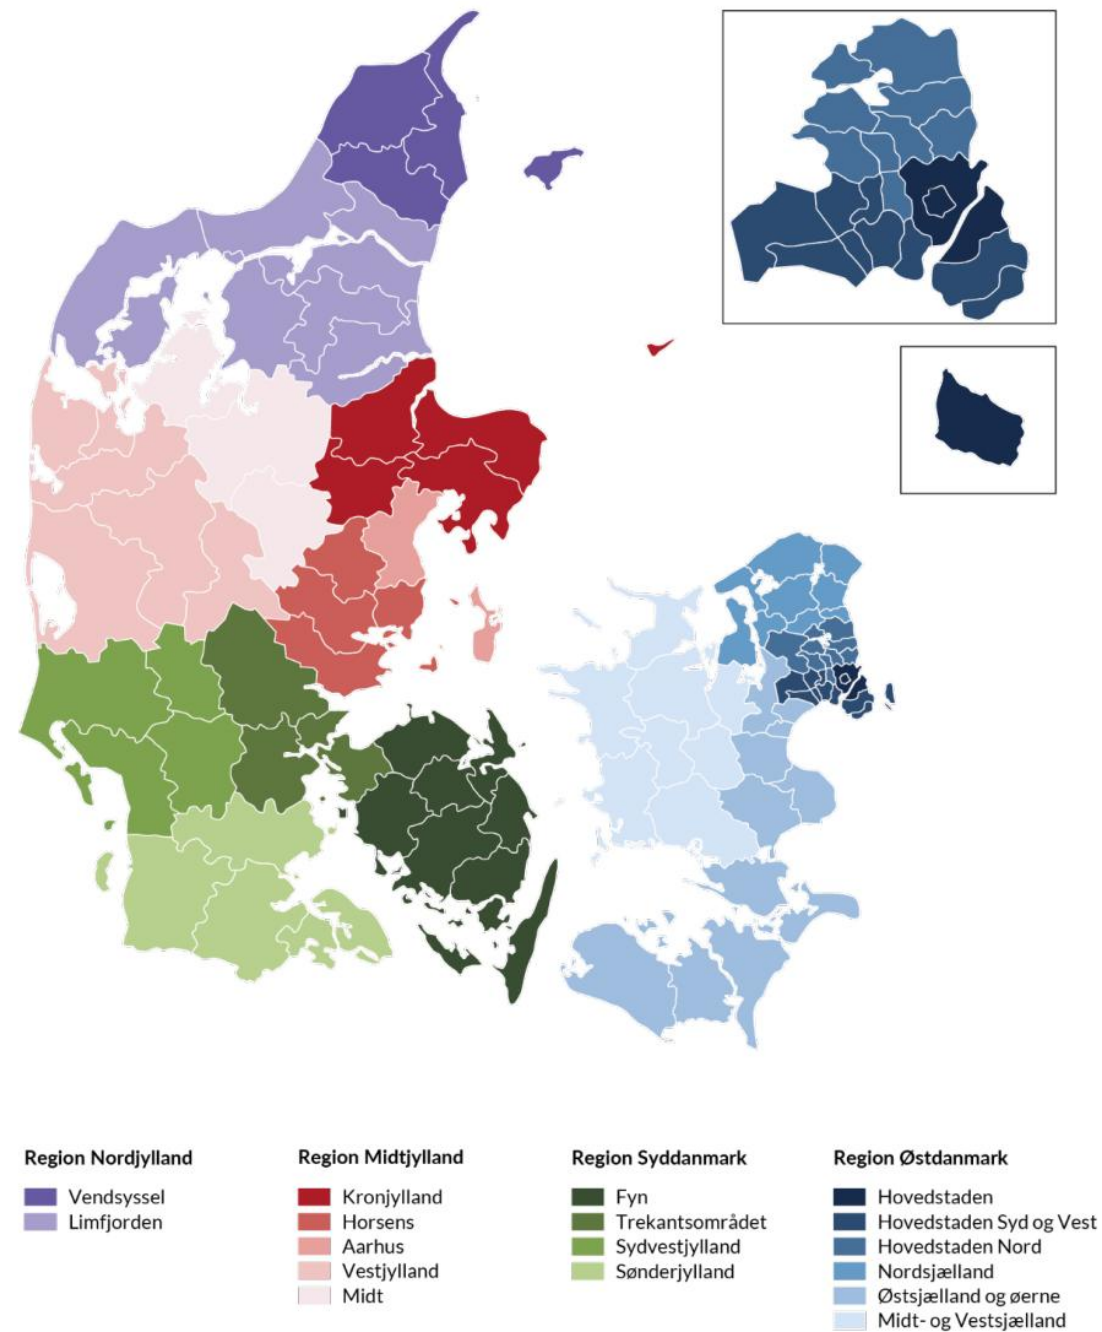 Region Nordjylland
Vendsyssel
Limfjorden
Region Midtjylland
Kronjylland
Horsens
Aarhus
Vestjylland
Midt
Region Syddanmark
Fyn
Trekantsområdet
Sydvestjylland
Sønderjylland
Region Østdanmark
Hovedstaden
Hovedstaden Syd og Vest
Hovedstaden Nord
Nordsjælland
Østsjælland og øerne
Midt- og Vestsjælland